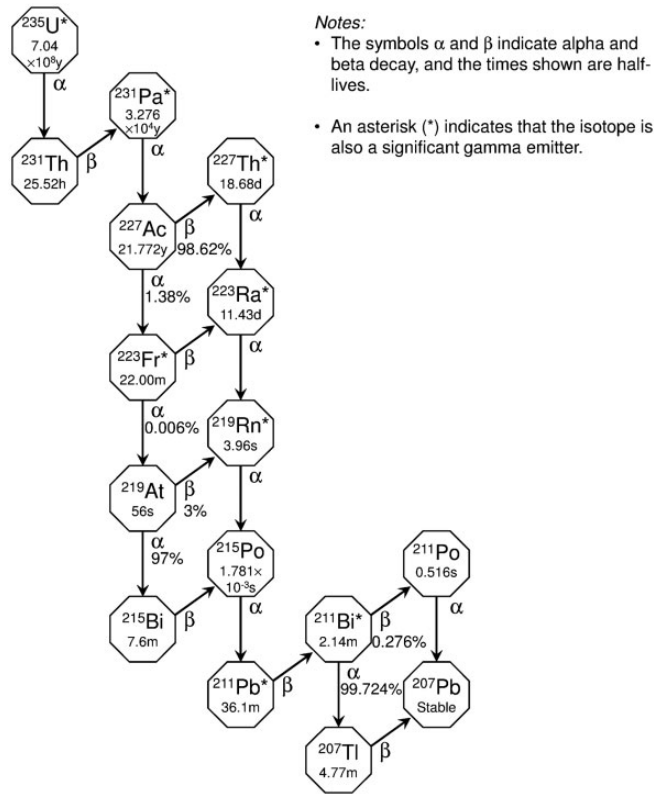 ²³⁵U*
7.04
×10⁸y
α
Notes:
• The symbols α and β indicate alpha and
beta decay, and the times shown are half-
lives.
• An asterisk (*) indicates that the isotope is
also a significant gamma emitter.
²³¹Pa*
3.276
×10⁴y
²³¹Th
25.52h
β
α
²²⁷Th*
18.68d
²²⁷Ac
21.772y
β
98.62%
α
α
1.38%
²²³Ra*
11.43d
²²³Fr*
22.00m
β
α
α
0.006%
²¹⁹Rn*
3.96s
²¹⁹At
56s
β
3%
α
α
97%
²¹⁵Po
1.781×
10⁻³s
²¹¹Po
0.516s
²¹⁵Bi
7.6m
β
α
²¹¹Bi*
2.14m
β
0.276%
α
²¹¹Pb*
36.1m
β
α
99.724%
²⁰⁷Pb
Stable
²⁰⁷Tl
4.77m
β